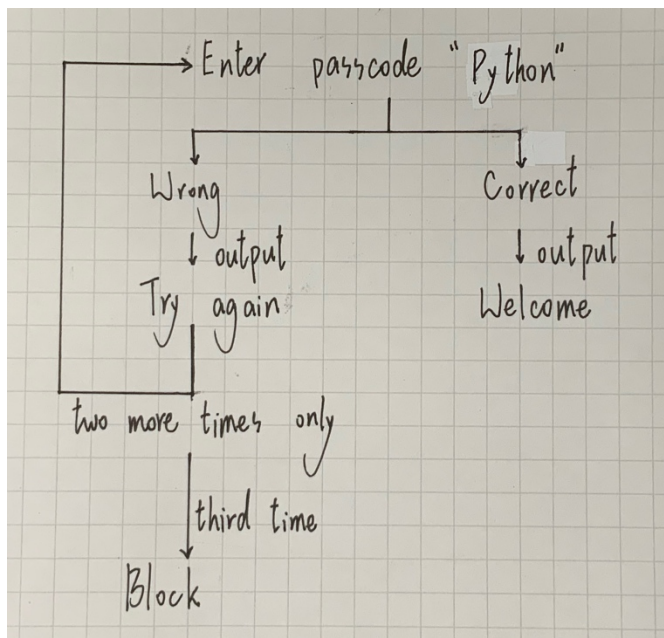 Enter passcode "Python"
Wrong Correct
output output
Try again Welcome
two more times only
third time
Block